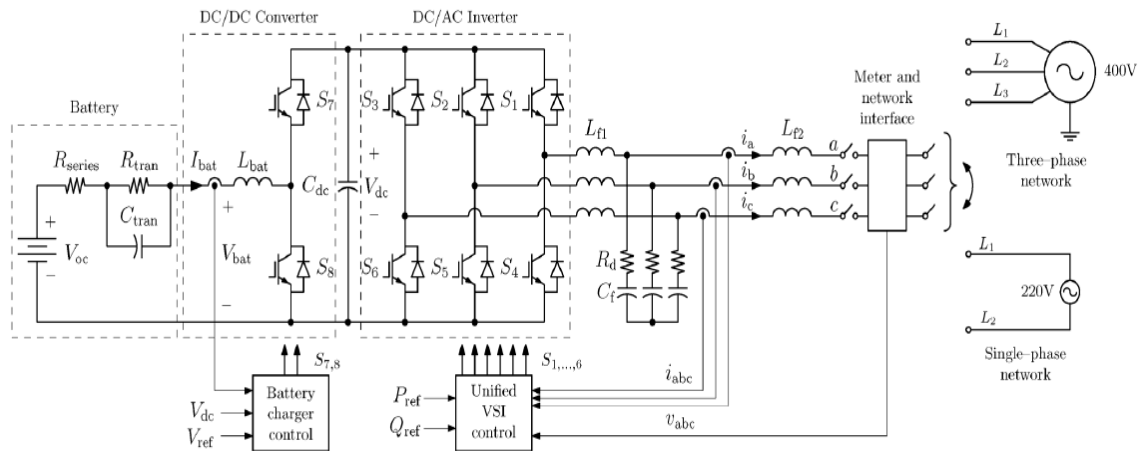 DC/DC Converter
DC/AC Inverter
Battery
R_series
R_tran
I_bat
L_bat
C_tran
V_oc
V_bat
+
−
+
−
S_7
S_8
C_dc
+
V_dc
−
S_3
S_2
S_1
S_6
S_5
S_4
L_f1
i_a
i_b
i_c
L_f2
a
b
c
R_d
C_f
Meter and
network
interface
L_1
L_2
L_3
400V
Three–phase
network
L_1
220V
L_2
Single–phase
network
S_7,8
Battery
charger
control
V_dc
V_ref
S_1,...,6
Unified
VSI
control
P_ref
Q_ref
i_abc
v_abc